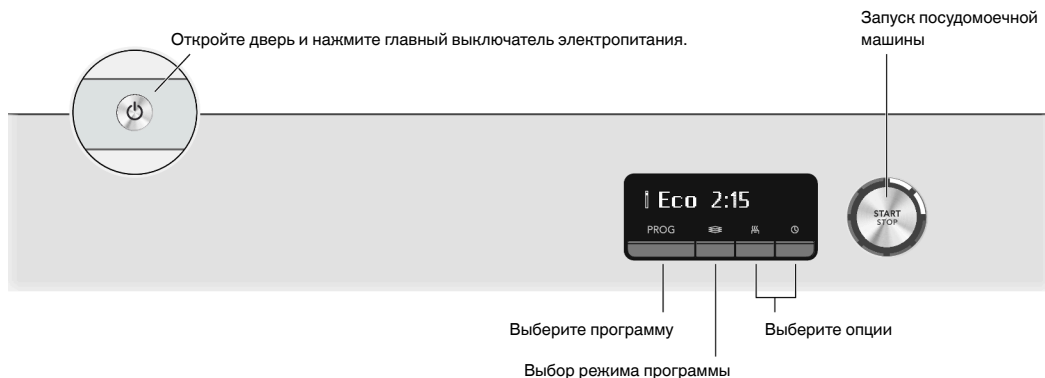 Запуск посудомоечной
машины
Откройте дверь и нажмите главный выключатель электропитания.
Eco 2:15
PROG
START
STOP
Выберите программу
Выберите опции
Выбор режима программы